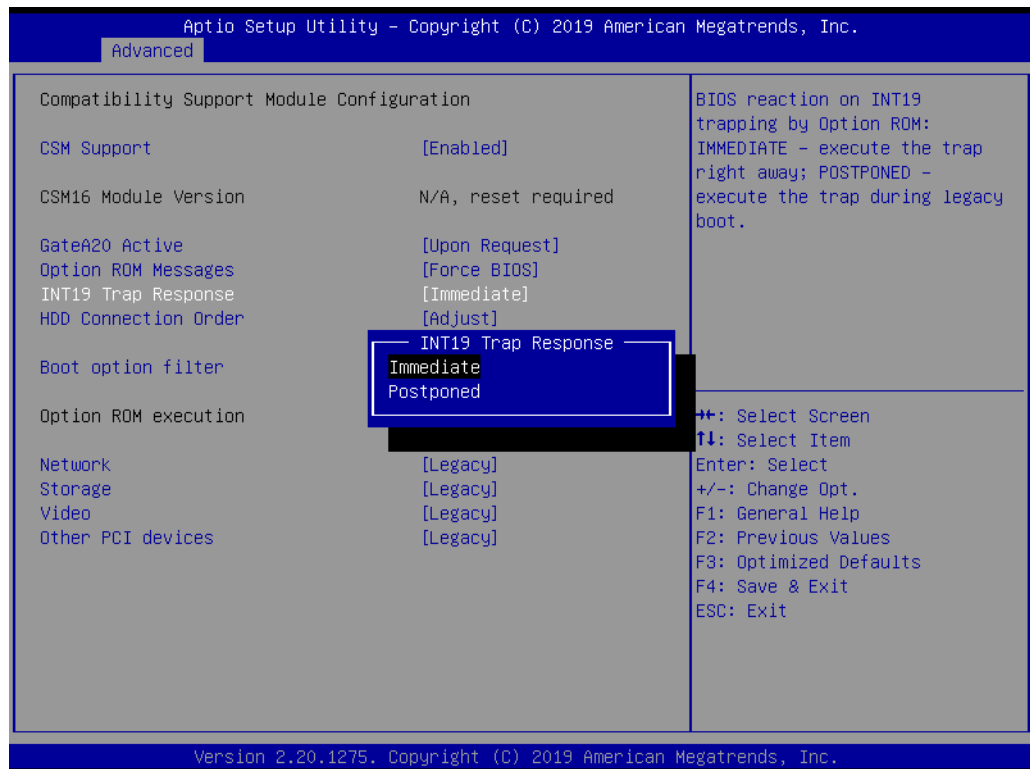 Aptio Setup Utility – Copyright (C) 2019 American Megatrends, Inc.
Advanced
Compatibility Support Module Configuration
CSM Support [Enabled]
CSM16 Module Version N/A, reset required
GateA20 Active [Upon Request]
Option ROM Messages [Force BIOS]
INT19 Trap Response [Immediate]
HDD Connection Order [Adjust]
INT19 Trap Response
Immediate
Postponed
Boot option filter
Option ROM execution
Network [Legacy]
Storage [Legacy]
Video [Legacy]
Other PCI devices [Legacy]
BIOS reaction on INT19
trapping by Option ROM:
IMMEDIATE – execute the trap
right away; POSTPONED –
execute the trap during legacy
boot.
→←: Select Screen
↑↓: Select Item
Enter: Select
+/-: Change Opt.
F1: General Help
F2: Previous Values
F3: Optimized Defaults
F4: Save & Exit
ESC: Exit
Version 2.20.1275. Copyright (C) 2019 American Megatrends, Inc.